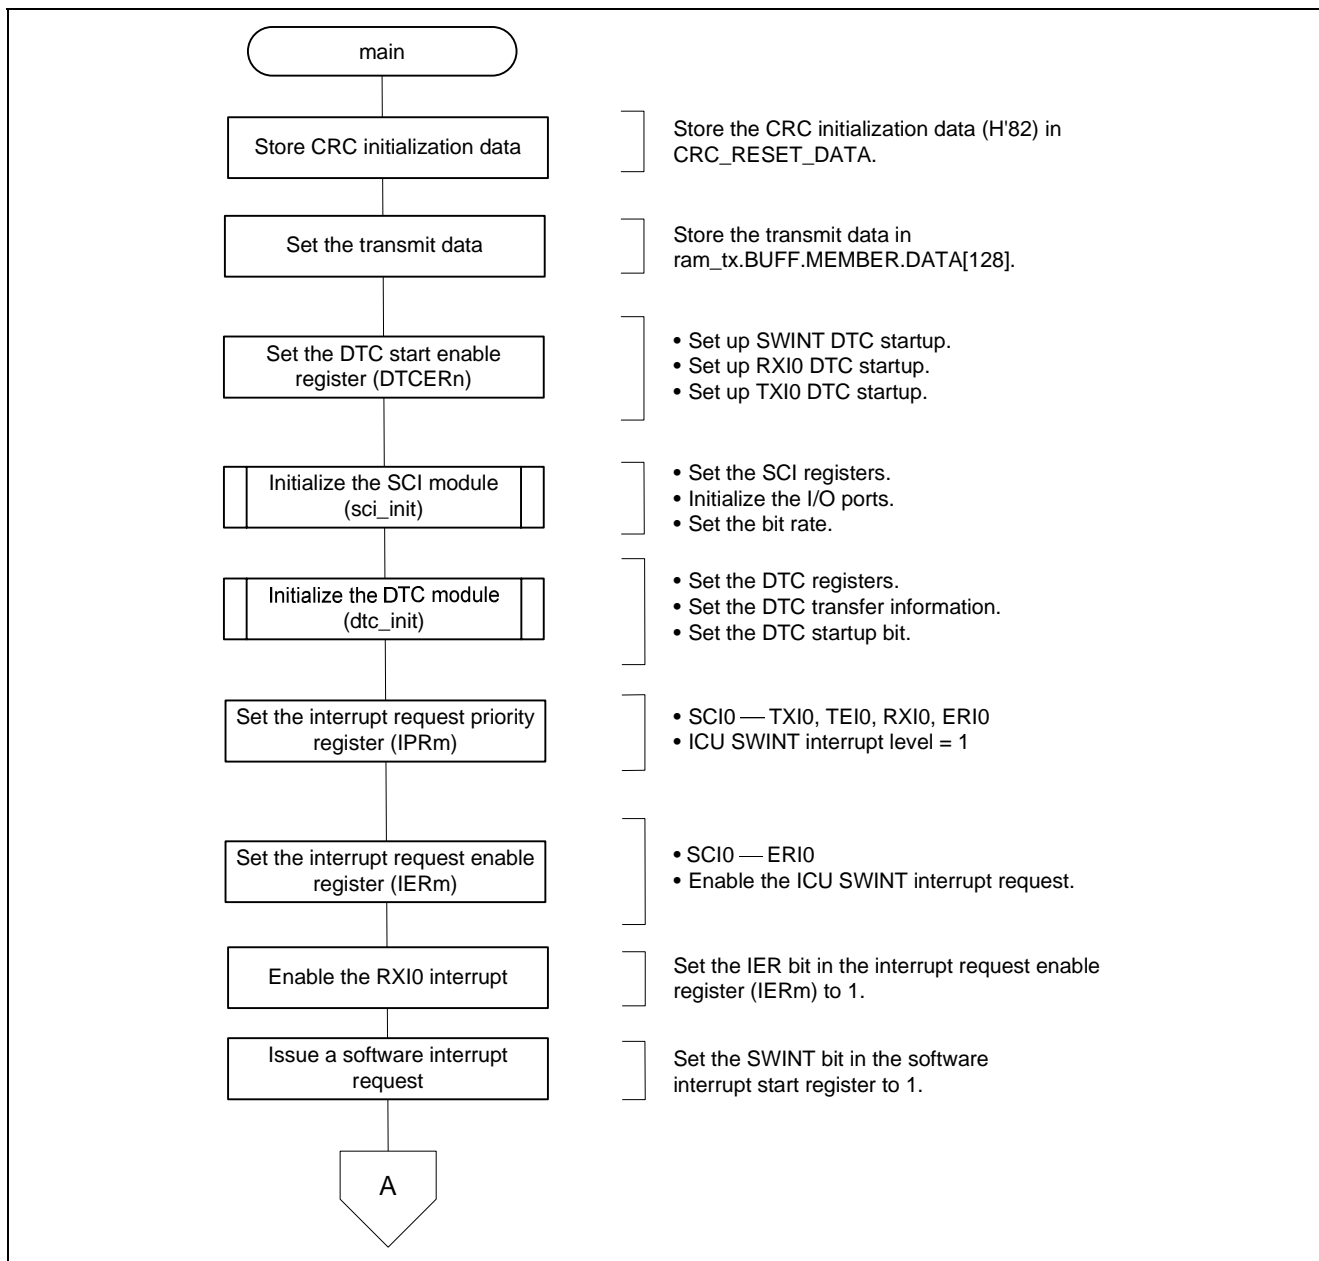 main
Store CRC initialization data
Store the CRC initialization data (H'82) in
CRC_RESET_DATA.
Set the transmit data
Store the transmit data in
ram_tx.BUFF.MEMBER.DATA[128].
Set the DTC start enable
register (DTCERn)
• Set up SWINT DTC startup.
• Set up RXI0 DTC startup.
• Set up TXI0 DTC startup.
Initialize the SCI module
(sci_init)
• Set the SCI registers.
• Initialize the I/O ports.
• Set the bit rate.
Initialize the DTC module
(dtc_init)
• Set the DTC registers.
• Set the DTC transfer information.
• Set the DTC startup bit.
Set the interrupt request priority
register (IPRm)
• SCI0 — TXI0, TEI0, RXI0, ERI0
• ICU SWINT interrupt level = 1
Set the interrupt request enable
register (IERm)
• SCI0 — ERI0
• Enable the ICU SWINT interrupt request.
Enable the RXI0 interrupt
Set the IER bit in the interrupt request enable
register (IERm) to 1.
Issue a software interrupt
request
Set the SWINT bit in the software
interrupt start register to 1.
A